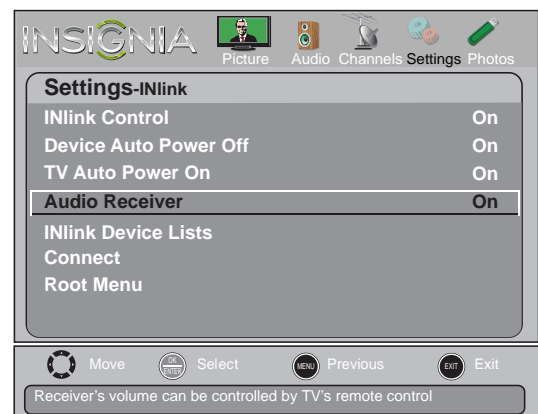 INSIGNIA
Picture Audio Channels Settings Photos
Settings-INlink
INlink Control On
Device Auto Power Off On
TV Auto Power On On
Audio Receiver On
INlink Device Lists
Connect
Root Menu
Move OK ENTER Select MENU Previous EXIT Exit
Receiver's volume can be controlled by TV's remote control